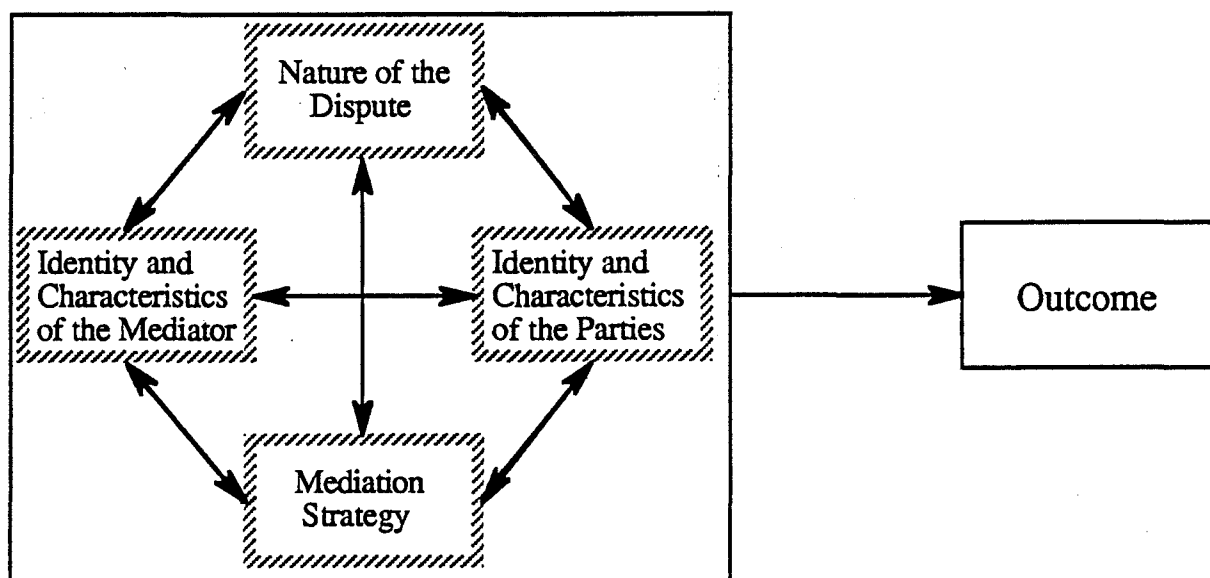 Nature of the
Dispute
Identity and
Characteristics
of the Mediator
Identity and
Characteristics
of the Parties
Outcome
Mediation
Strategy